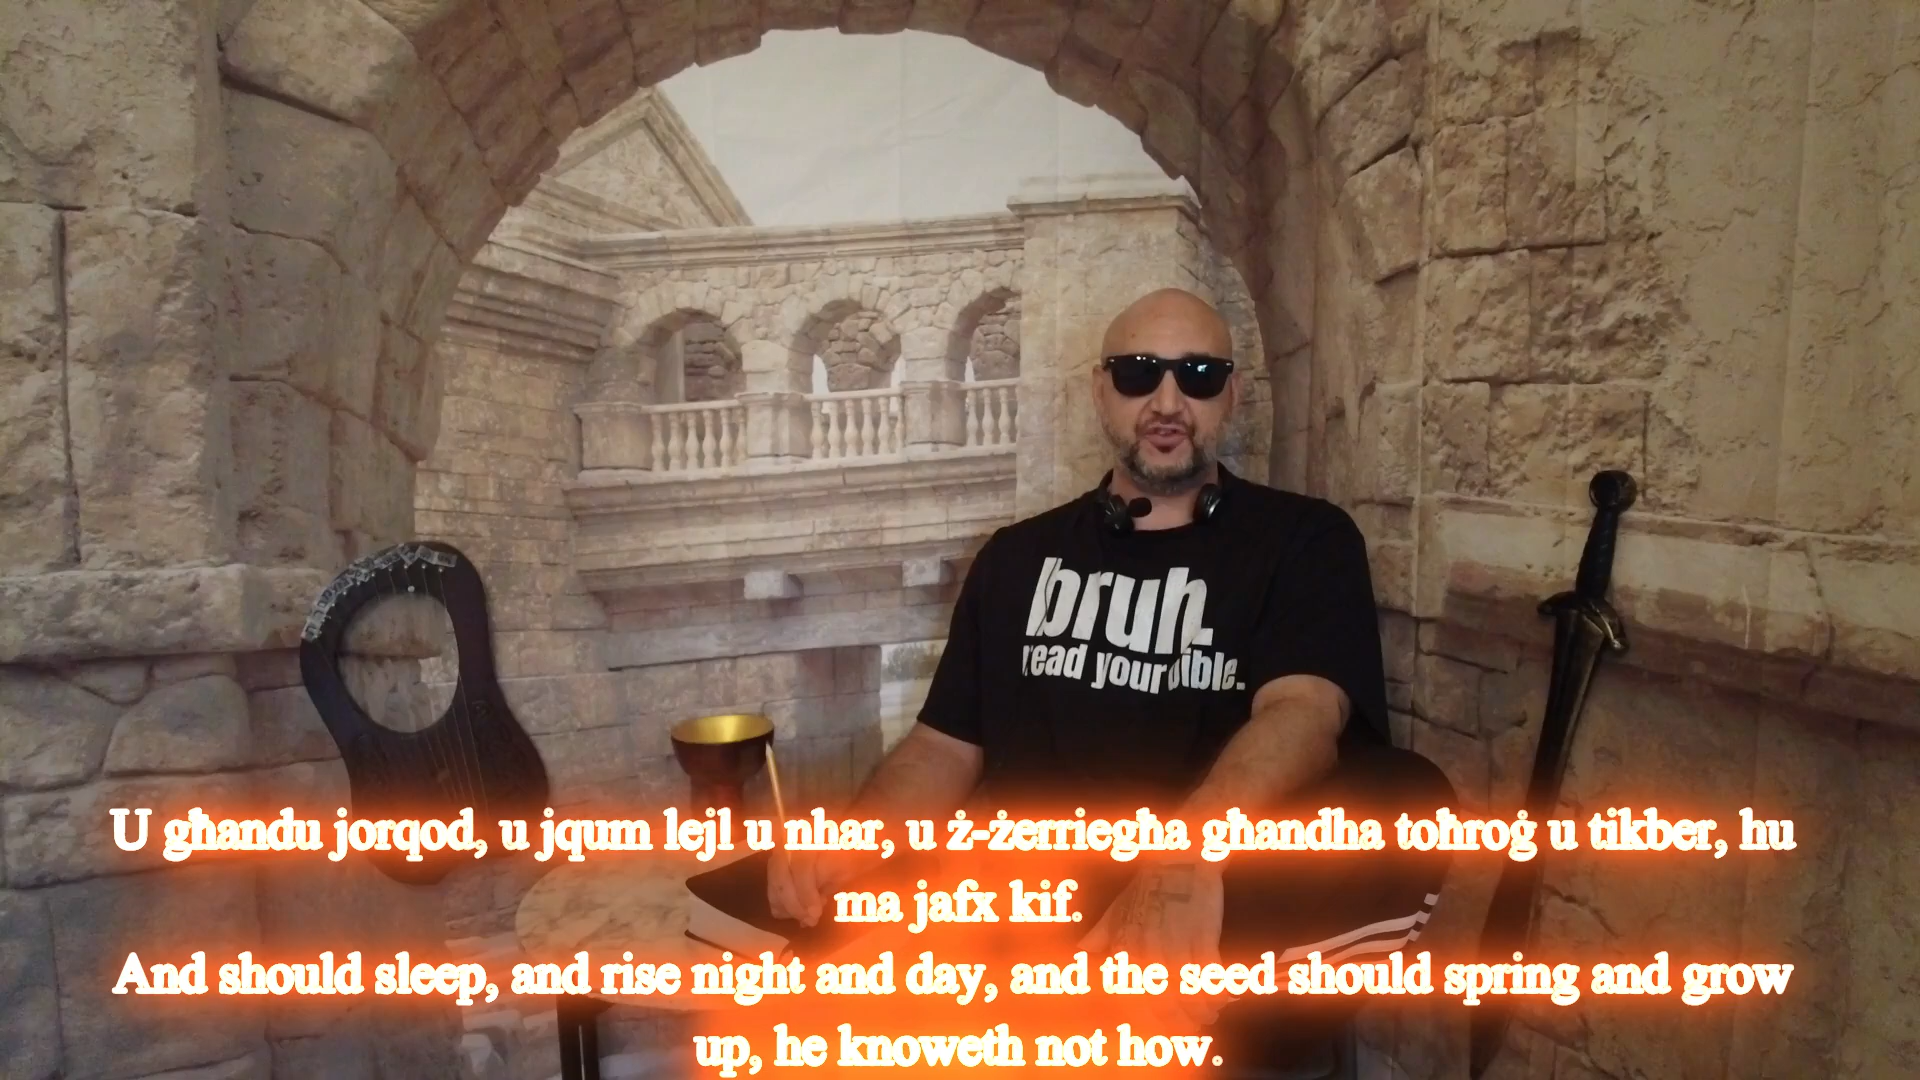 bruh.
read your bible.
U għandu jorqod, u jqum lejl u nhar, u ż-żerriegħa għandha toħroġ u tikber, hu
ma jafx kif.
And should sleep, and rise night and day, and the seed should spring and grow
up, he knoweth not how.